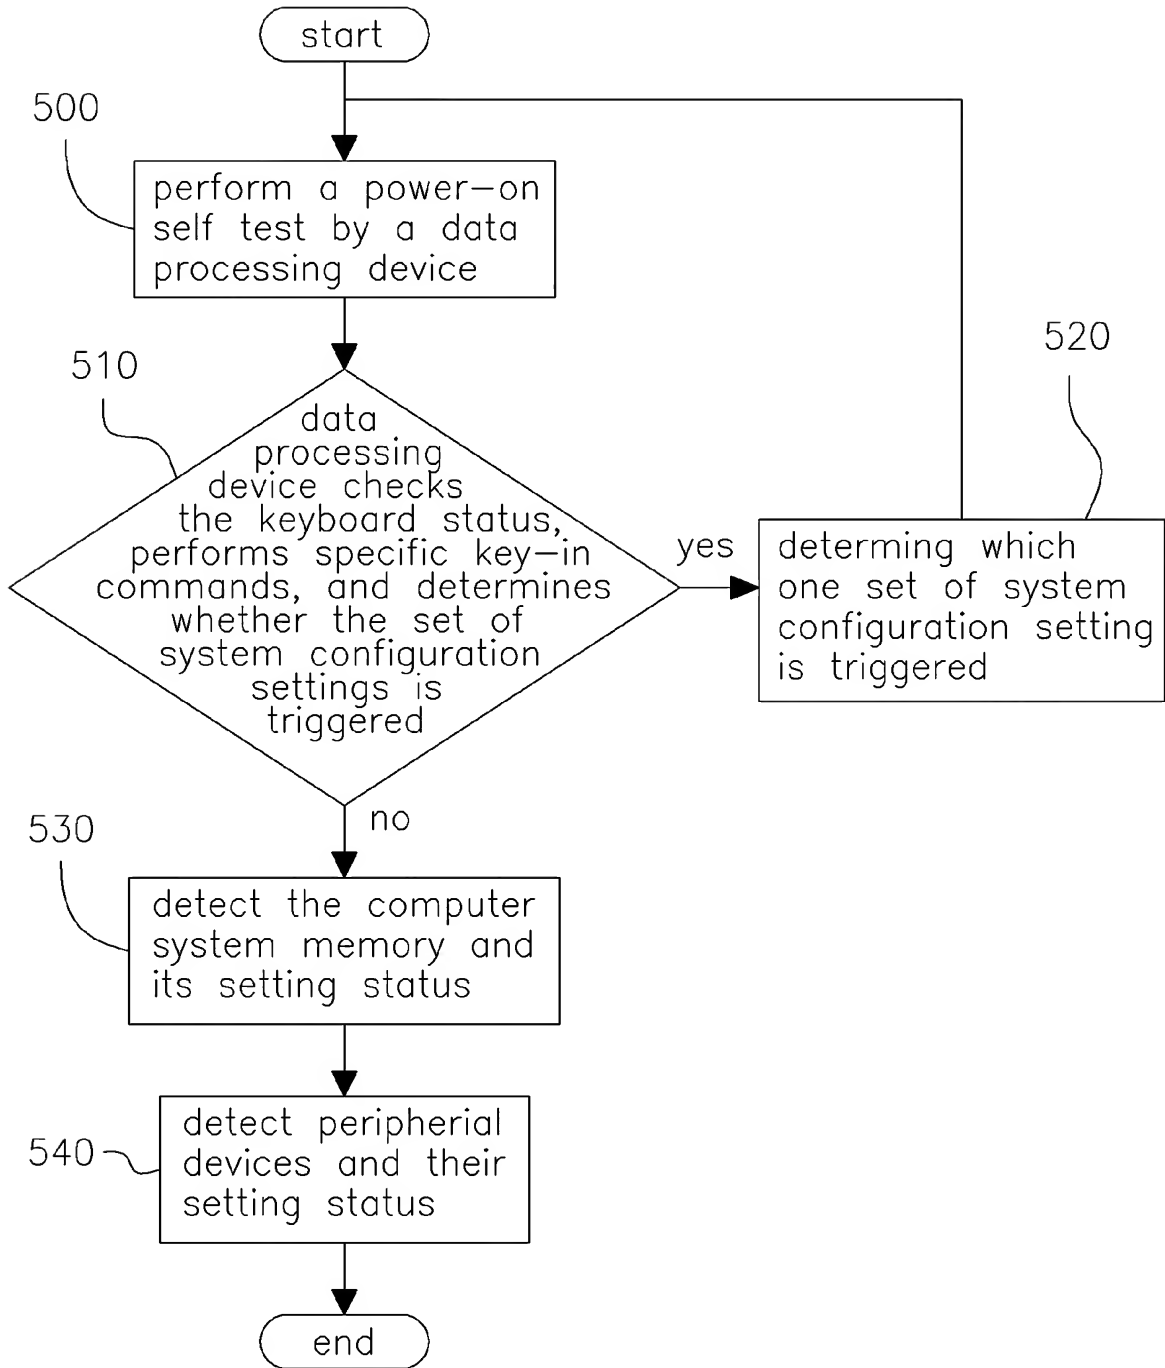 start
500
perform a power-on
self test by a data
processing device
510
data
processing
device checks
the keyboard status,
performs specific key-in
commands, and determines
whether the set of
system configuration
settings is
triggered
yes
520
determing which
one set of system
configuration setting
is triggered
no
530
detect the computer
system memory and
its setting status
540
detect peripherial
devices and their
setting status
end